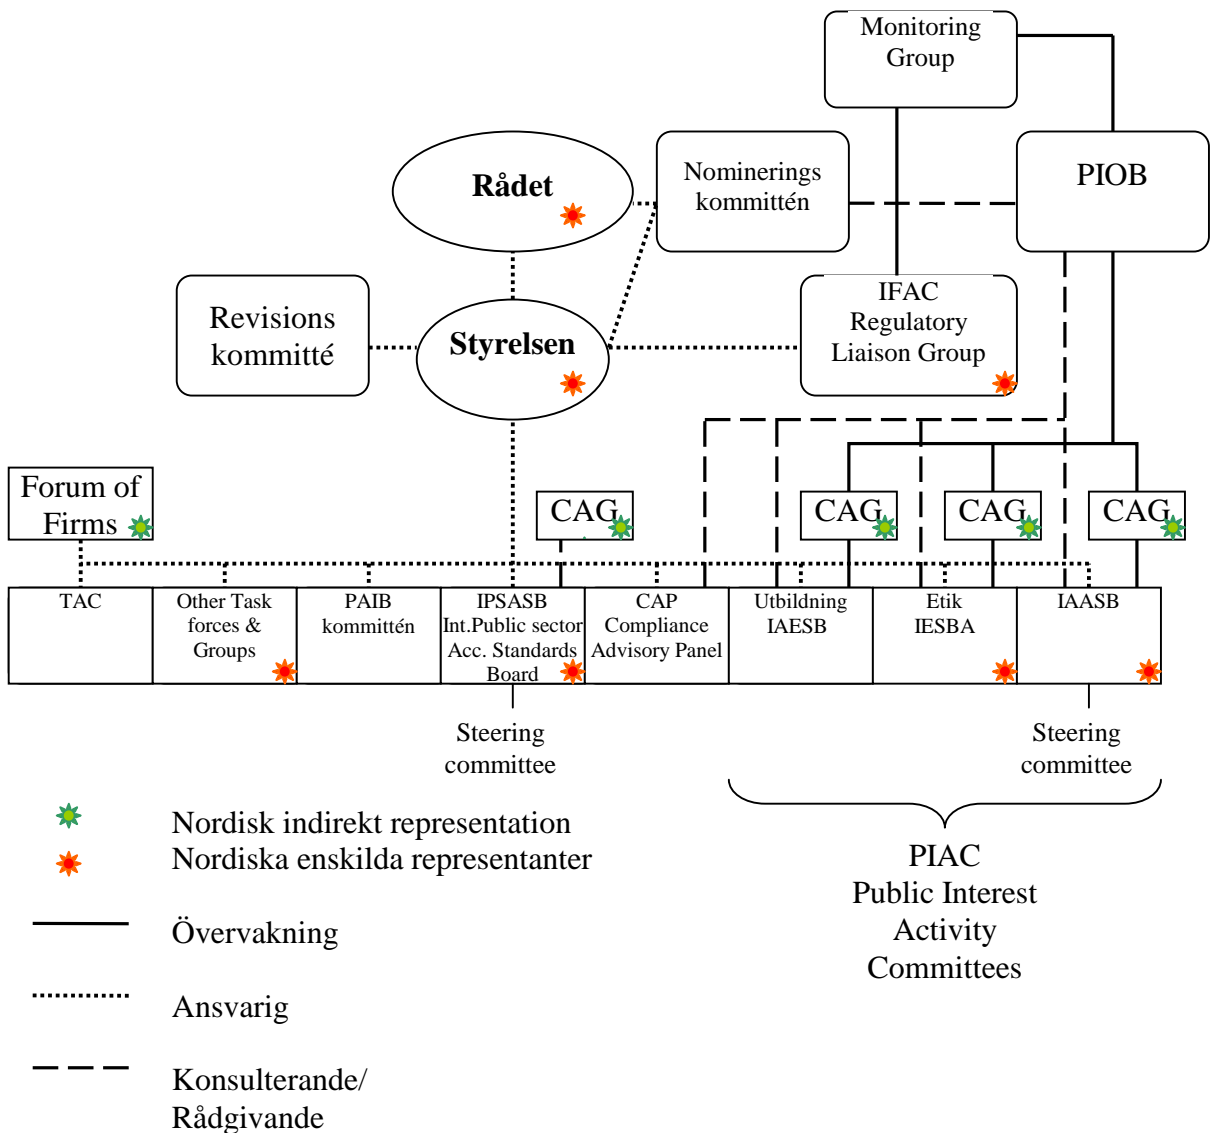 Monitoring
Group
Rådet
Nominerings
kommittén
PIOB
Revisions
kommitté
Styrelsen
IFAC
Regulatory
Liaison Group
Forum of
Firms
CAG
CAG
CAG
CAG
TAC
Other Task
forces &
Groups
PAIB
kommittén
IPSASB
Int.Public sector
Acc. Standards
Board
CAP
Compliance
Advisory Panel
Utbildning
IAESB
Etik
IESBA
IAASB
Steering
committee
Steering
committee
Nordisk indirekt representation
Nordiska enskilda representanter
Övervakning
Ansvarig
Konsulterande/
Rådgivande
PIAC
Public Interest
Activity
Committees